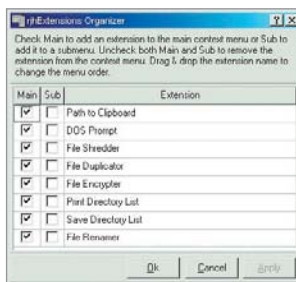 rjhExtensions Organizer
Check Main to add an extension to the main context menu or Sub to
add it to a submenu. Uncheck both Main and Sub to remove the
extension from the context menu. Drag & drop the extension name to
change the menu order.
Main Sub Extension
Path to Clipboard
DOS Prompt
File Shredder
File Duplicator
File Encrypter
Print Directory List
Save Directory List
File Renamer
Ok Cancel Apply